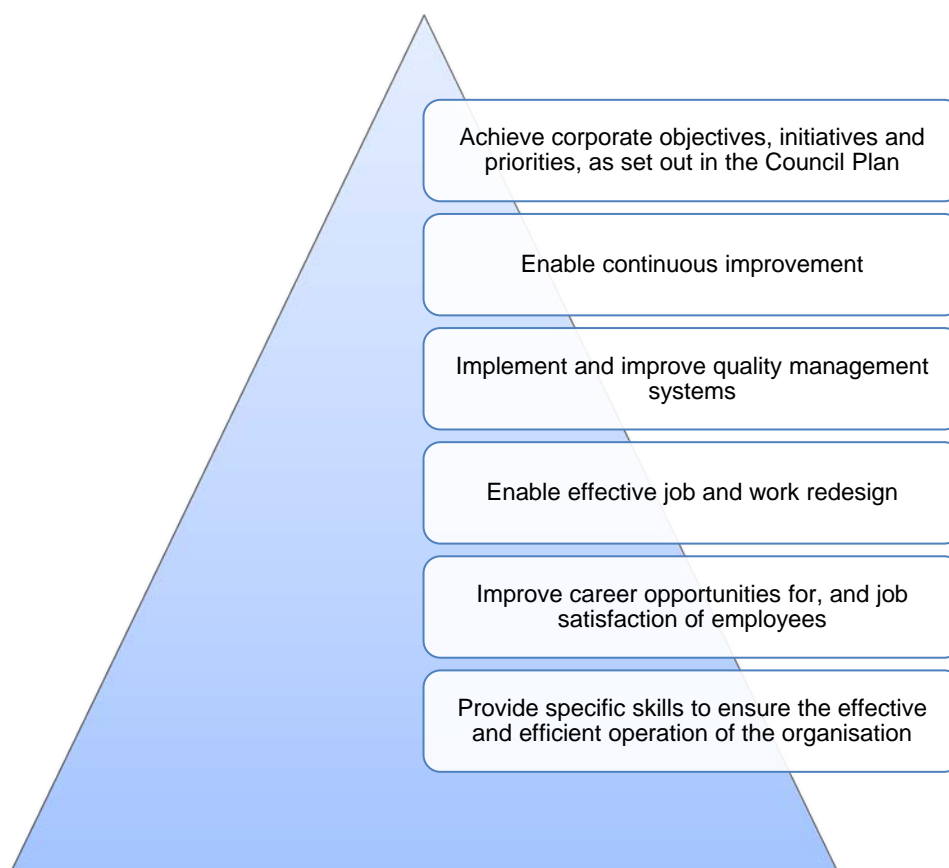 Achieve corporate objectives, initiatives and
priorities, as set out in the Council Plan
Enable continuous improvement
Implement and improve quality management
systems
Enable effective job and work redesign
Improve career opportunities for, and job
satisfaction of employees
Provide specific skills to ensure the effective
and efficient operation of the organisation